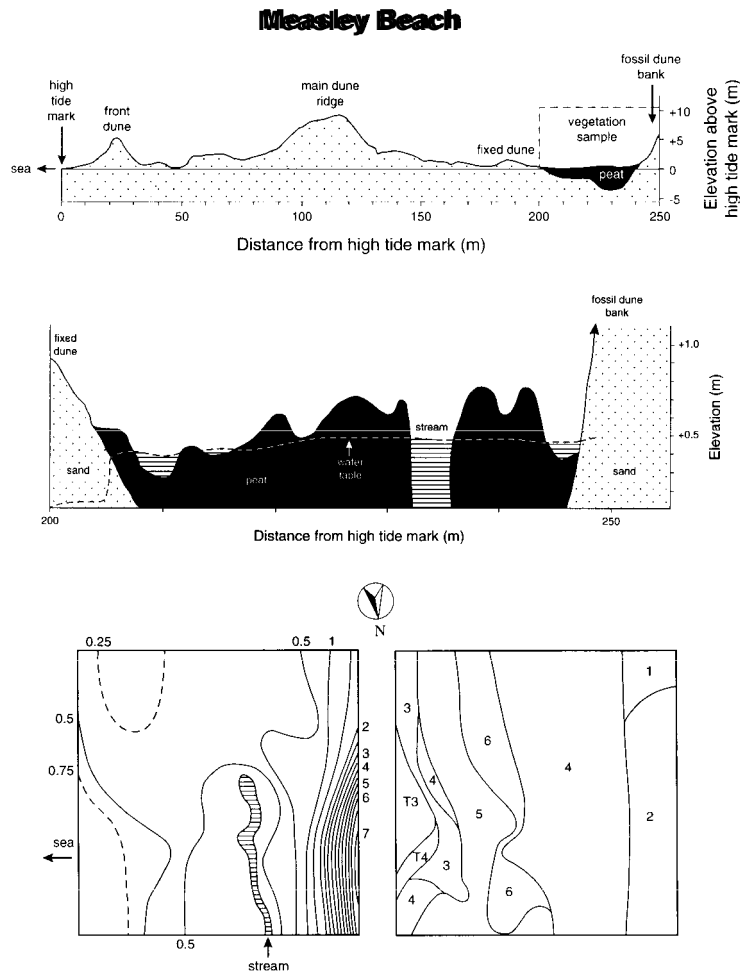 Measley Beach
high
tide
mark
front
dune
main dune
ridge
fossil dune
bank
vegetation
sample
fixed dune
peat
sea
+10
+5
0
-5
Elevation above
high tide mark (m)
0
50
100
150
200
250
Distance from high tide mark (m)
fossil dune
bank
fixed
dune
+1.0
stream
+0.5
Elevation (m)
sand
water
table
peat
sand
200
250
Distance from high tide mark (m)
N
0.25
0.5
1
0.5
2
3
0.75
4
5
6
7
sea
0.5
stream
1
3
6
4
4
T3
5
2
T4
3
4
6